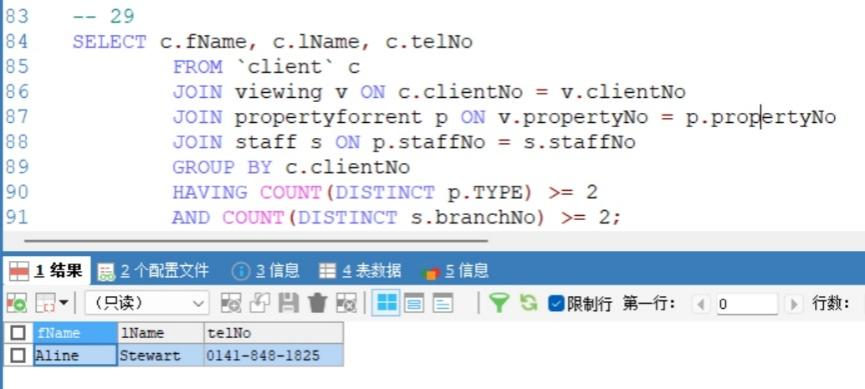 83 -- 29
84 SELECT c.fName, c.lName, c.telNo
85 FROM `client` c
86 JOIN viewing v ON c.clientNo = v.clientNo
87 JOIN propertyforrent p ON v.propertyNo = p.propertyNo
88 JOIN staff s ON p.staffNo = s.staffNo
89 GROUP BY c.clientNo
90 HAVING COUNT(DISTINCT p.TYPE) >= 2
91 AND COUNT(DISTINCT s.branchNo) >= 2;
1 结果 2 个配置文件 3 信息 4 表数据 5 信息
(只读) 限制行 第一行: 0 行数:
fName lName telNo
Aline Stewart 0141-848-1825